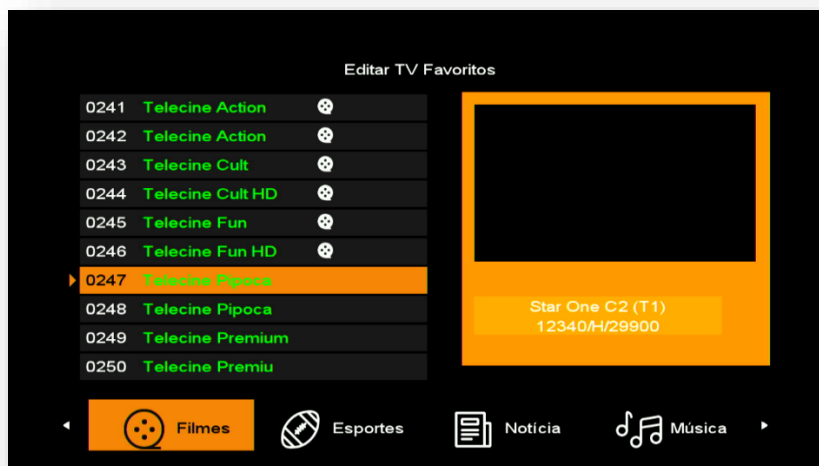 Editar TV Favoritos
0241 Telecine Action
0242 Telecine Action
0243 Telecine Cult
0244 Telecine Cult HD
0245 Telecine Fun
0246 Telecine Fun HD
0247 Telecine Pipoca
0248 Telecine Pipoca
0249 Telecine Premium
0250 Telecine Premiu
Star One C2 (T1)
12340/H/29900
Filmes Esportes Notícia Música